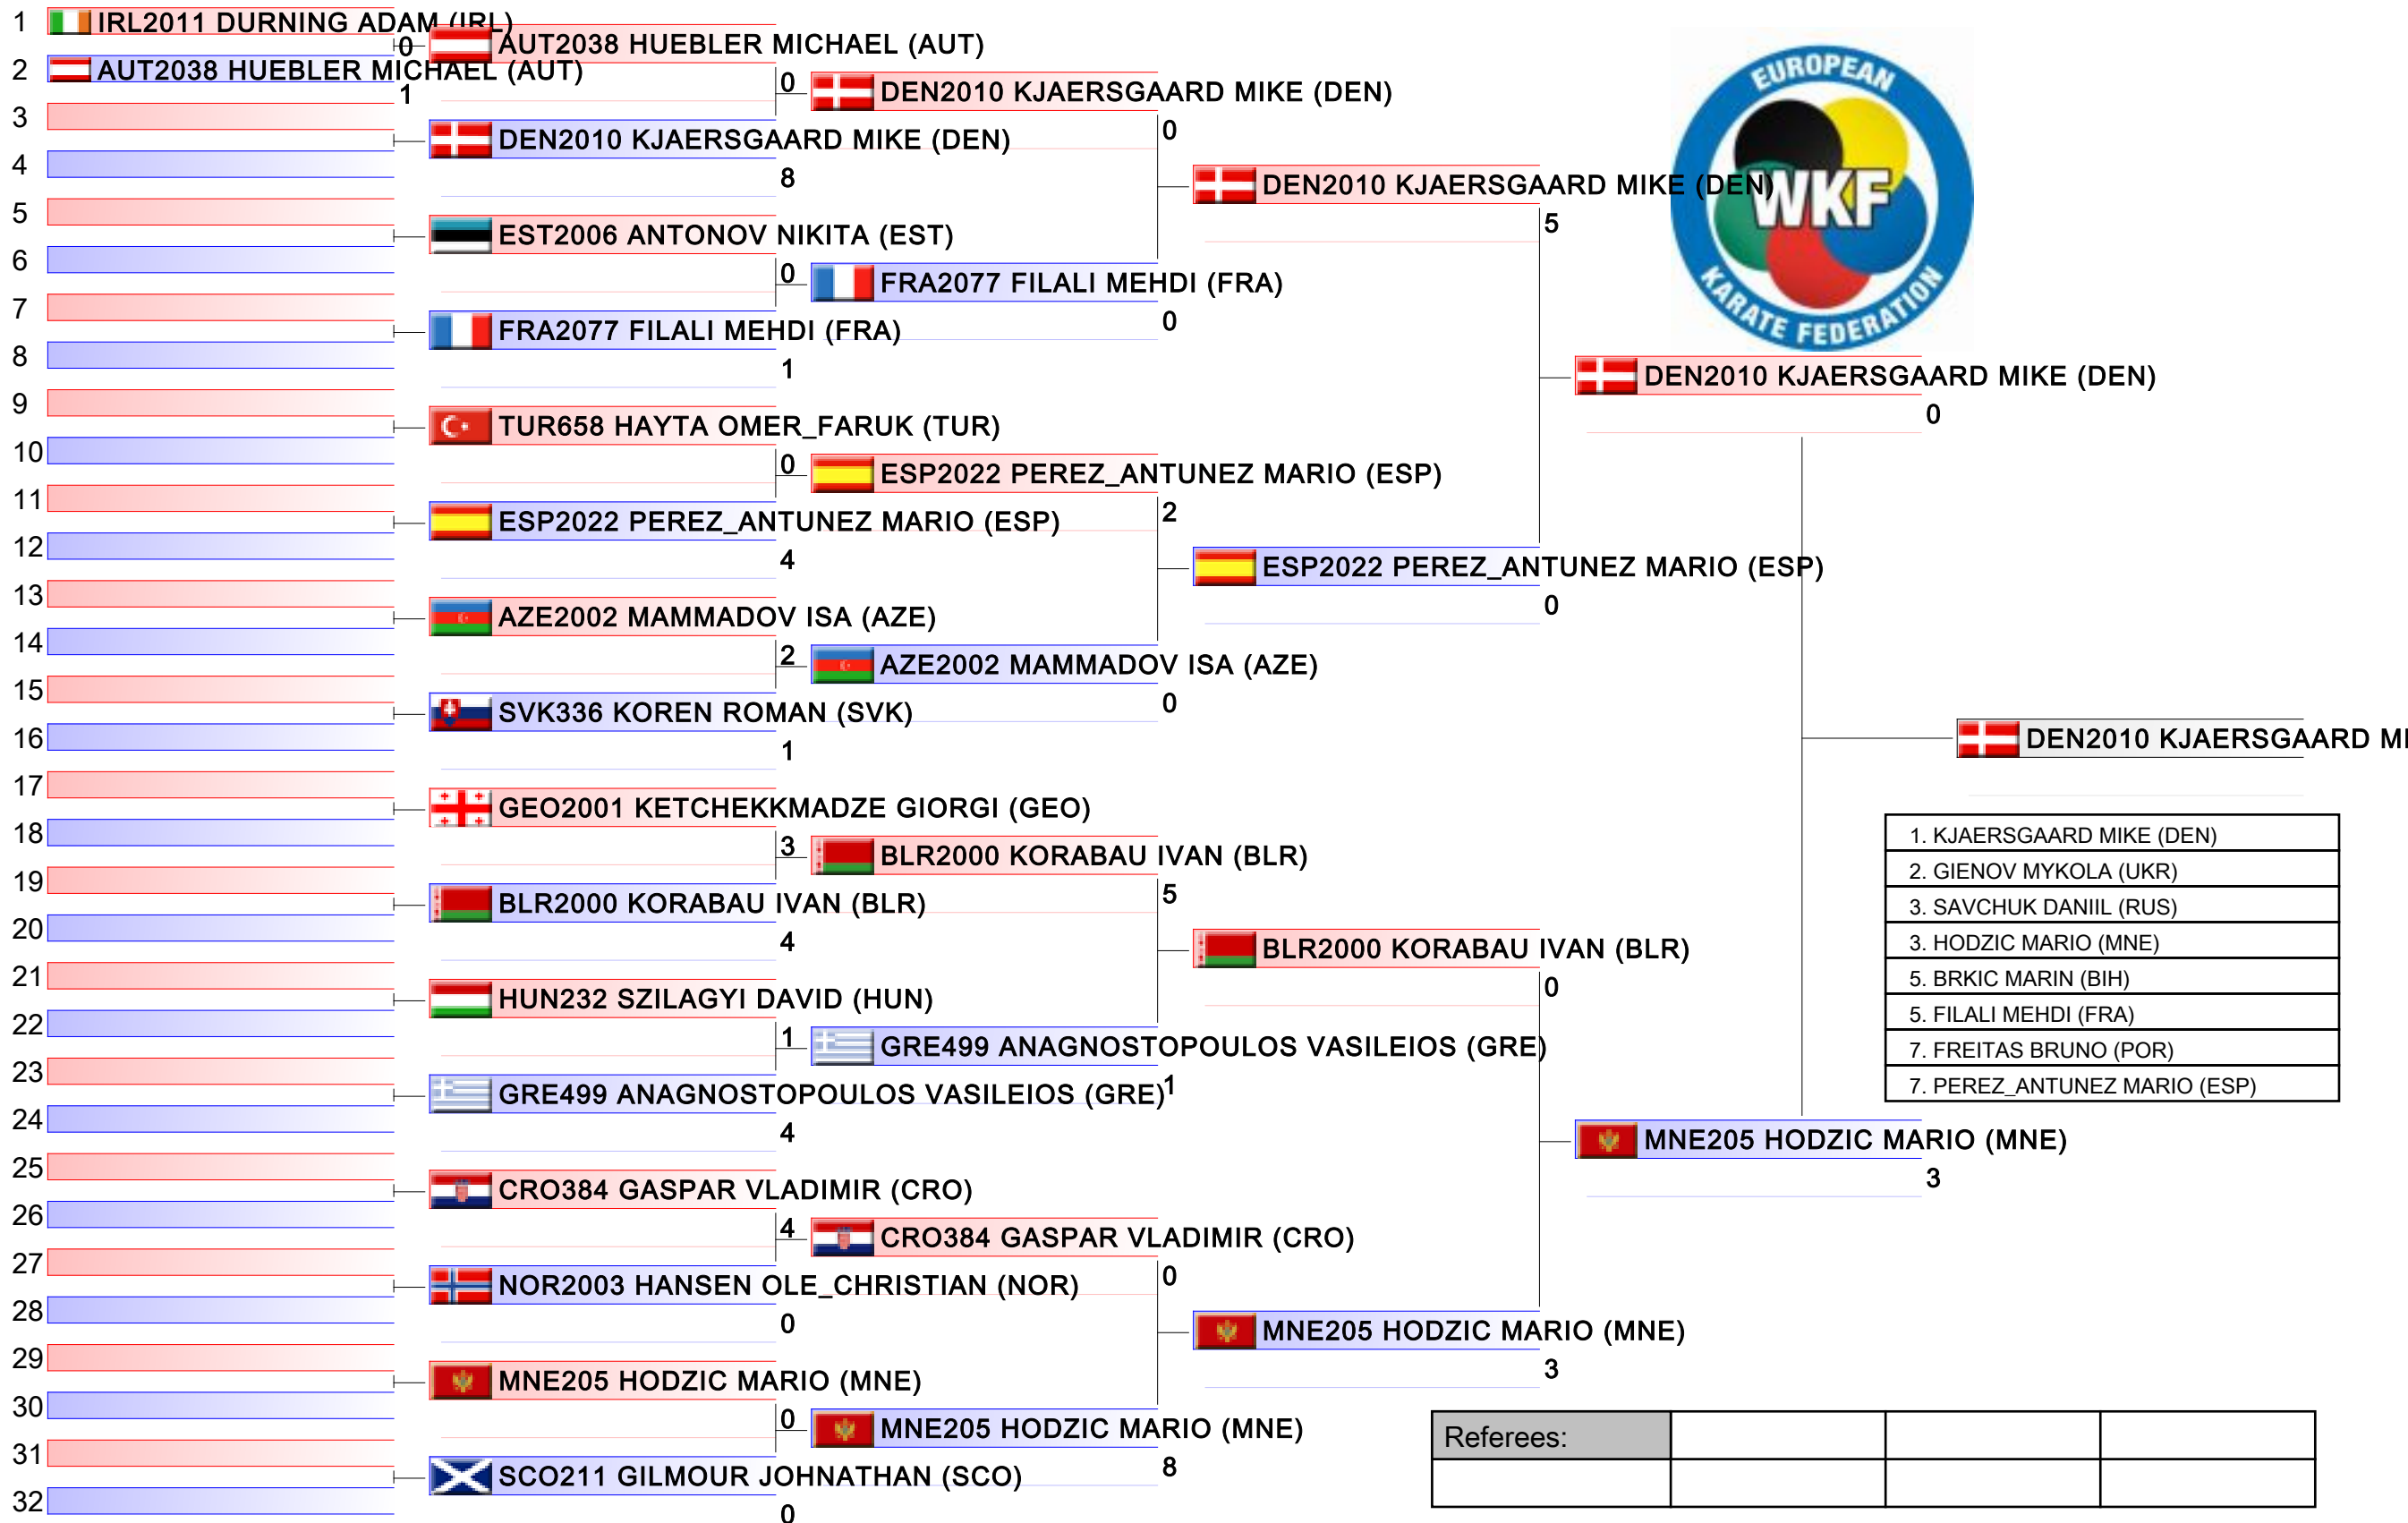 1 IRL2011 DURNING ADAM (IRL)
0
2 AUT2038 HUEBLER MICHAEL (AUT)
1
3
4
5
6
7
8
9
10
11
12
13
14
15
16
17
18
19
20
21
22
23
24
25
26
27
28
29
30
31
32
AUT2038 HUEBLER MICHAEL (AUT)
0
DEN2010 KJAERSGAARD MIKE (DEN)
8
EST2006 ANTONOV NIKITA (EST)
0
FRA2077 FILALI MEHDI (FRA)
1
TUR658 HAYTA OMER_FARUK (TUR)
0
ESP2022 PEREZ_ANTUNEZ MARIO (ESP)
4
AZE2002 MAMMADOV ISA (AZE)
2
SVK336 KOREN ROMAN (SVK)
1
GEO2001 KETCHEKKMADZE GIORGI (GEO)
3
BLR2000 KORABAU IVAN (BLR)
4
HUN232 SZILAGYI DAVID (HUN)
1
GRE499 ANAGNOSTOPOULOS VASILEIOS (GRE)
4
CRO384 GASPAR VLADIMIR (CRO)
4
NOR2003 HANSEN OLE_CHRISTIAN (NOR)
0
MNE205 HODZIC MARIO (MNE)
0
SCO211 GILMOUR JOHNATHAN (SCO)
0
DEN2010 KJAERSGAARD MIKE (DEN)
0
FRA2077 FILALI MEHDI (FRA)
0
ESP2022 PEREZ_ANTUNEZ MARIO (ESP)
2
AZE2002 MAMMADOV ISA (AZE)
0
BLR2000 KORABAU IVAN (BLR)
5
GRE499 ANAGNOSTOPOULOS VASILEIOS (GRE)
1
CRO384 GASPAR VLADIMIR (CRO)
0
MNE205 HODZIC MARIO (MNE)
8
DEN2010 KJAERSGAARD MIKE (DEN)
5
ESP2022 PEREZ_ANTUNEZ MARIO (ESP)
0
BLR2000 KORABAU IVAN (BLR)
0
MNE205 HODZIC MARIO (MNE)
3
EUROPEAN
WKF
KARATE FEDERATION
DEN2010 KJAERSGAARD MIKE (DEN)
0
MNE205 HODZIC MARIO (MNE)
3
DEN2010 KJAERSGAARD MI
1. KJAERSGAARD MIKE (DEN)
2. GIENOV MYKOLA (UKR)
3. SAVCHUK DANIIL (RUS)
3. HODZIC MARIO (MNE)
5. BRKIC MARIN (BIH)
5. FILALI MEHDI (FRA)
7. FREITAS BRUNO (POR)
7. PEREZ_ANTUNEZ MARIO (ESP)
Referees: